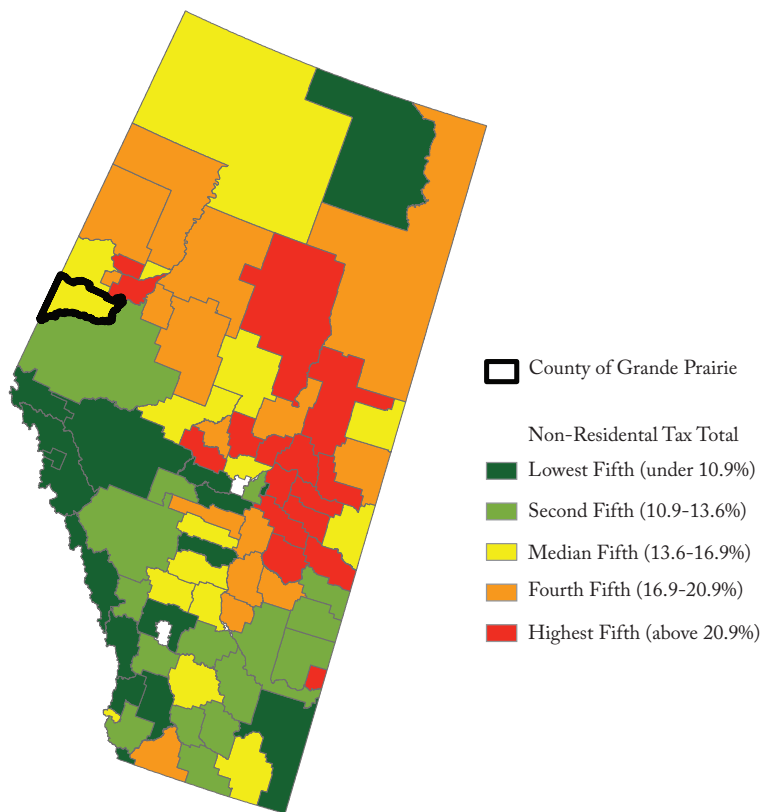 County of Grande Prairie
Non-Residental Tax Total
Lowest Fifth (under 10.9%)
Second Fifth (10.9-13.6%)
Median Fifth (13.6-16.9%)
Fourth Fifth (16.9-20.9%)
Highest Fifth (above 20.9%)